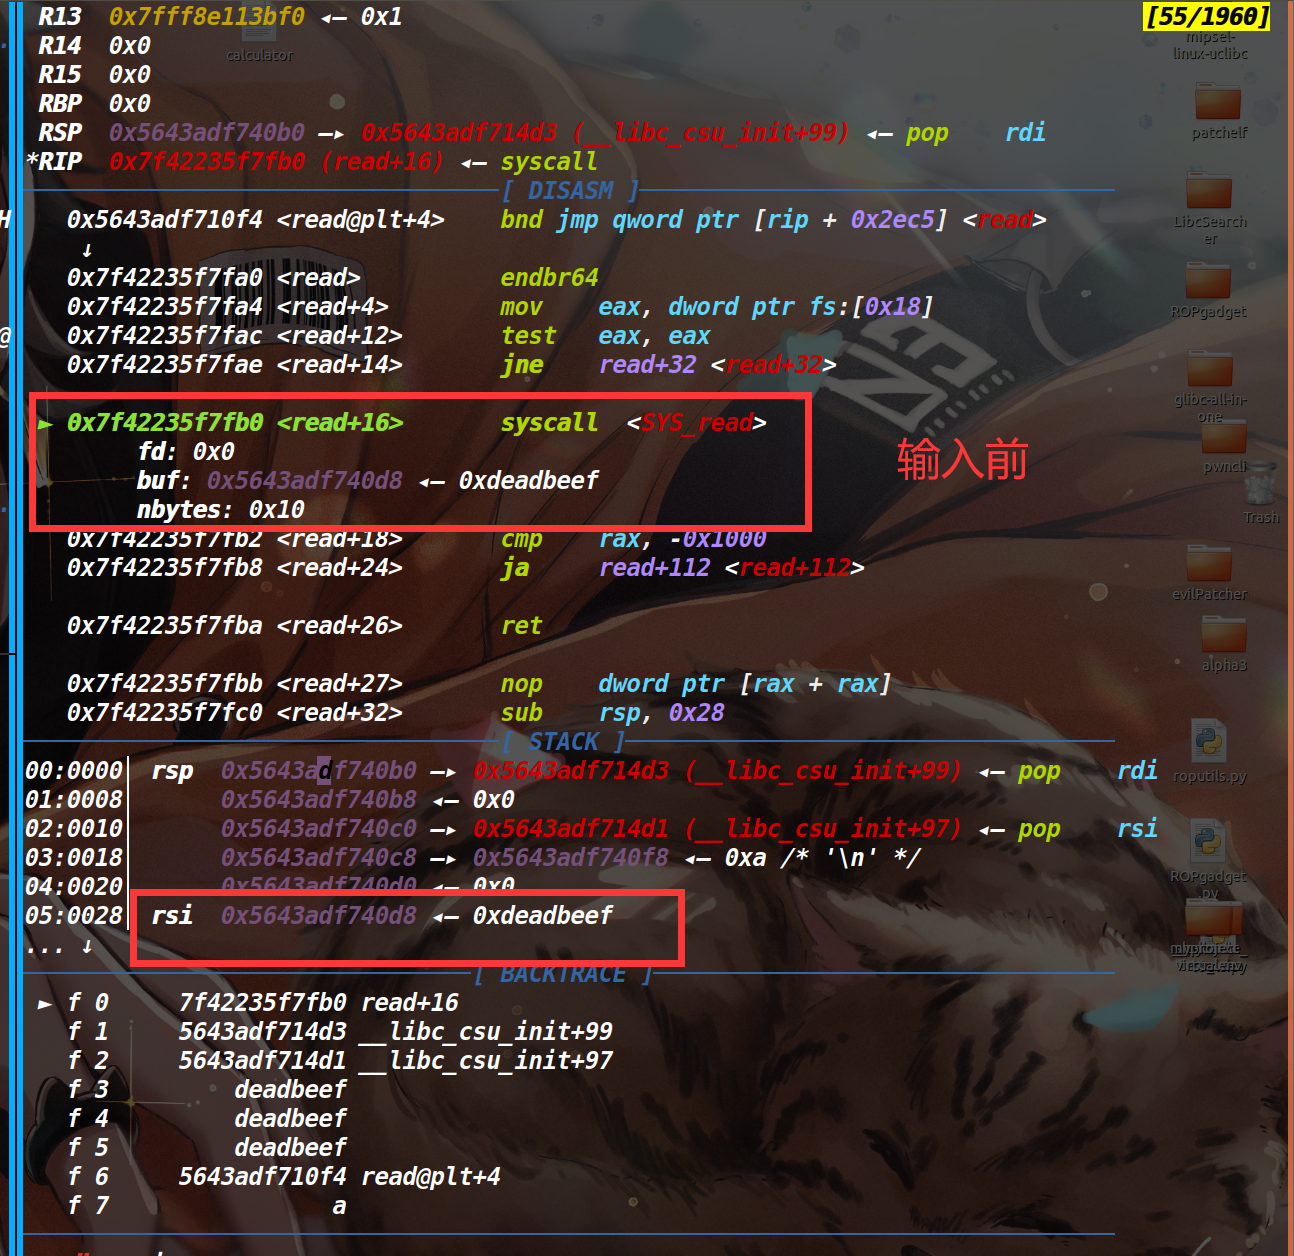 R13 0x7fff8e113bf0 ◂— 0x1
[55/1960]
R14 0x0
R15 0x0
RBP 0x0
RSP 0x5643adf740b0 —▸ 0x5643adf714d3 (__libc_csu_init+99) ◂— pop rdi
*RIP 0x7f42235f7fb0 (read+16) ◂— syscall
[ DISASM ]
0x5643adf710f4 <read@plt+4> bnd jmp qword ptr [rip + 0x2ec5] <read>
↓
0x7f42235f7fa0 <read> endbr64
0x7f42235f7fa4 <read+4> mov eax, dword ptr fs:[0x18]
0x7f42235f7fac <read+12> test eax, eax
0x7f42235f7fae <read+14> jne read+32 <read+32>
► 0x7f42235f7fb0 <read+16> syscall <SYS_read>
fd: 0x0
buf: 0x5643adf740d8 ◂— 0xdeadbeef
nbytes: 0x10
输入前
0x7f42235f7fb2 <read+18> cmp rax, -0x1000
0x7f42235f7fb8 <read+24> ja read+112 <read+112>
0x7f42235f7fba <read+26> ret
0x7f42235f7fbb <read+27> nop dword ptr [rax + rax]
0x7f42235f7fc0 <read+32> sub rsp, 0x28
[ STACK ]
00:0000│ rsp 0x5643adf740b0 —▸ 0x5643adf714d3 (__libc_csu_init+99) ◂— pop rdi
01:0008│ 0x5643adf740b8 ◂— 0x0
02:0010│ 0x5643adf740c0 —▸ 0x5643adf714d1 (__libc_csu_init+97) ◂— pop rsi
03:0018│ 0x5643adf740c8 —▸ 0x5643adf740f8 ◂— 0xa /* '\n' */
04:0020│ 0x5643adf740d0 ◂— 0x0
05:0028│ rsi 0x5643adf740d8 ◂— 0xdeadbeef
... ↓
[ BACKTRACE ]
► f 0 7f42235f7fb0 read+16
f 1 5643adf714d3 __libc_csu_init+99
f 2 5643adf714d1 __libc_csu_init+97
f 3 deadbeef
f 4 deadbeef
f 5 deadbeef
f 6 5643adf710f4 read@plt+4
f 7 a
calculator
mipsel-
linux-uclibc
patchelf
LibcSearch
er
ROPgadget
glibc-all-in-
one
pwncli
Trash
evilPatcher
alpha3
roputils.py
ROPgadget
.py